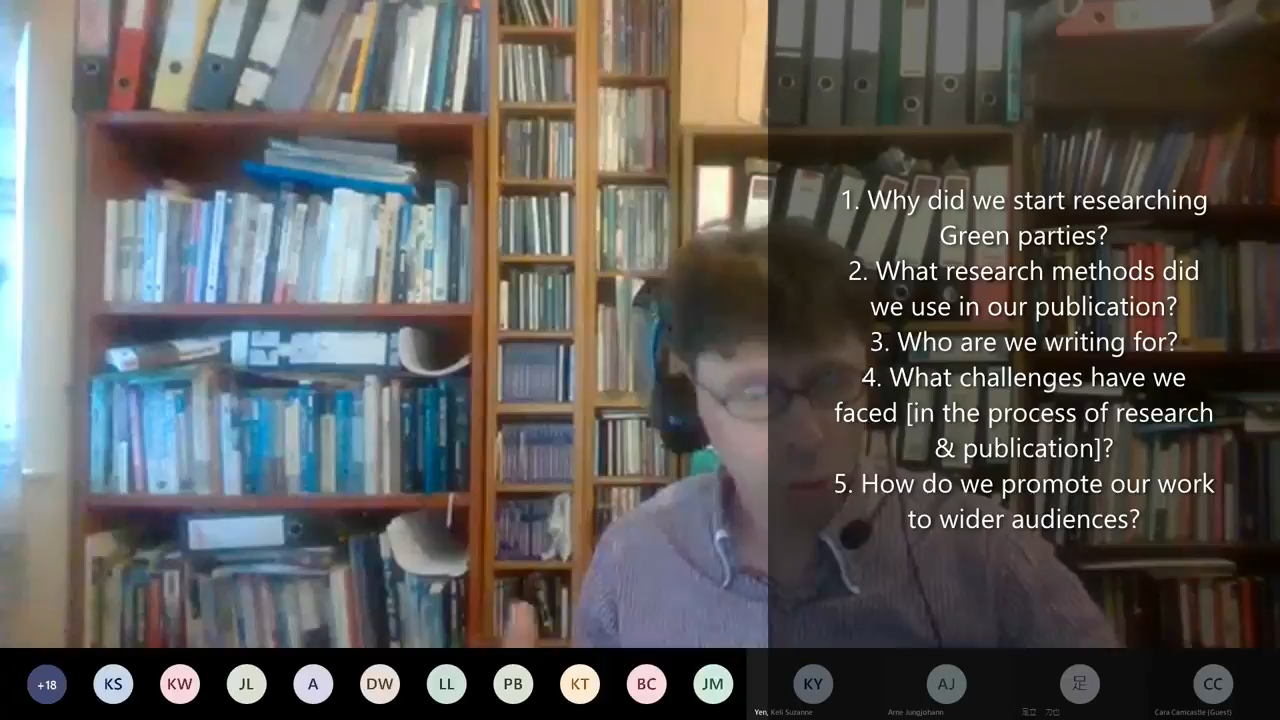 1. Why did we start researching
Green parties?
2. What research methods did
we use in our publication?
3. Who are we writing for?
4. What challenges have we
faced [in the process of research
& publication]?
5. How do we promote our work
to wider audiences?
+18
KS
KW
JL
A
DW
LL
PB
KT
BC
JM
KY
AJ
足
CC
Yen, Keli Suzanne
Arne Jungjohann
足立
Cara Camcastle (Guest)